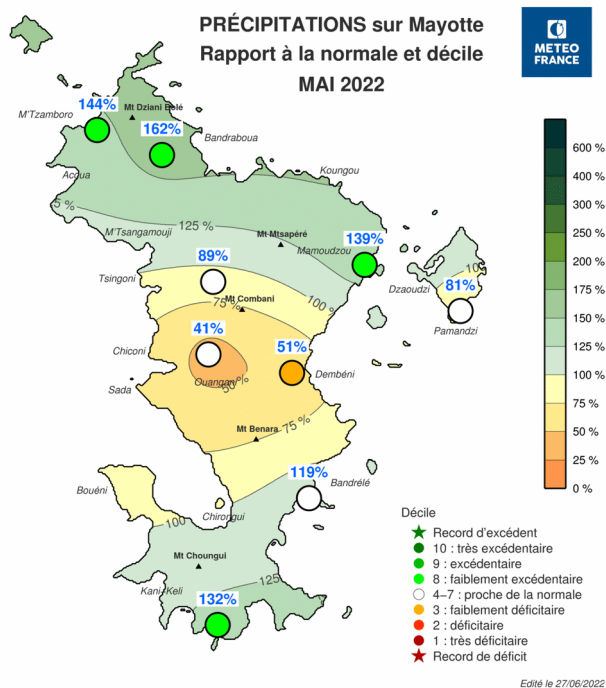 PRÉCIPITATIONS sur Mayotte
Rapport à la normale et décile
MAI 2022
METEO
FRANCE
144%
Mt Dziani Bolé
M'Tzamboro
162%
Bandraboua
Koungou
Acoua
5 %
125 %
M'Tsangamouji
Mt Mtsapéré
139%
Mamoudzou
89%
Tsingoni
Dzaoudzi
10
81%
Pamandzi
75 %
Mt Combani
100 %
41%
Chiconi
51%
Ouangani
50 %
Dembéni
Sada
75 %
Mt Benara
119%
Bandrélé
Bouéni
Chirongui
100
Mt Choungui
125
Kani-Kéli
132%
600 %
400 %
300 %
250 %
200 %
175 %
150 %
125 %
100 %
75 %
50 %
25 %
0 %
Décile
Record d'excédent
10 : très excédentaire
9 : excédentaire
8 : faiblement excédentaire
4-7 : proche de la normale
3 : faiblement déficitaire
2 : déficitaire
1 : très déficitaire
Record de déficit
Edité le 27/06/2022